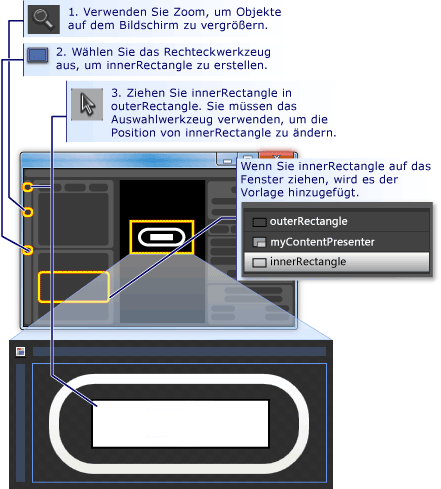 1. Verwenden Sie Zoom, um Objekte
auf dem Bildschirm zu vergrößern.
2. Wählen Sie das Rechteckwerkzeug
aus, um innerRectangle zu erstellen.
3. Ziehen Sie innerRectangle in
outerRectangle. Sie müssen das
Auswahlwerkzeug verwenden, um die
Position von innerRectangle zu ändern.
Wenn Sie innerRectangle auf das
Fenster ziehen, wird es der
Vorlage hinzugefügt.
outerRectangle
myContentPresenter
innerRectangle